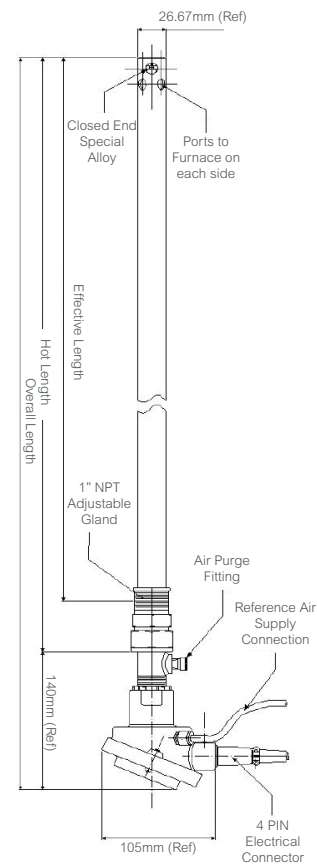 26.67mm (Ref)
Closed End
Special
Alloy
Ports to
Furnace on
each side
Effective Length
Hot Length
Overall Length
1" NPT
Adjustable
Gland
Air Purge
Fitting
Reference Air
Supply
Connection
140mm (Ref)
105mm (Ref)
4 PIN
Electrical
Connector